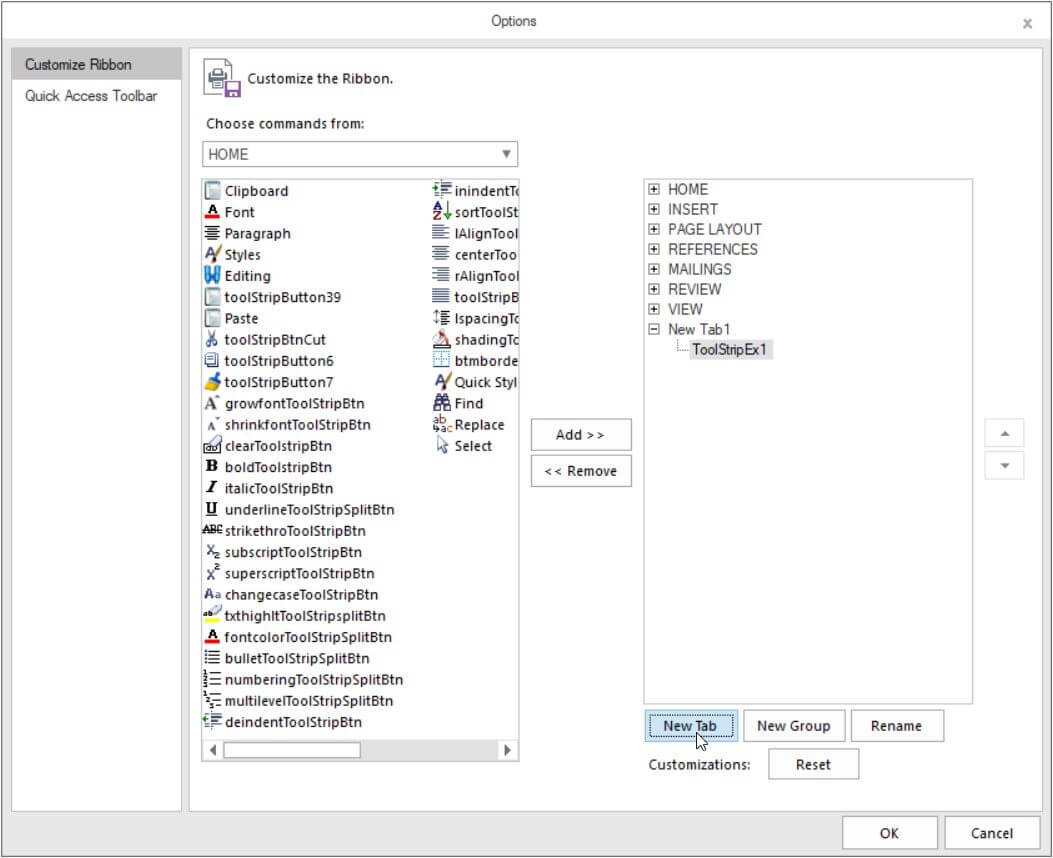 Options
x
Customize Ribbon
Quick Access Toolbar
Customize the Ribbon.
Choose commands from:
HOME
Clipboard
Font
Paragraph
Styles
Editing
toolStripButton39
Paste
toolStripBtnCut
toolStripButton6
toolStripButton7
growfontToolStripBtn
shrinkfontToolStripBtn
clearToolstripBtn
boldToolstripBtn
italicToolStripBtn
underlineToolStripSplitBtn
strikethroToolStripBtn
subscriptToolStripBtn
superscriptToolStripBtn
changecaseToolStripBtn
txthighltToolStripsplitBtn
fontcolorToolStripSplitBtn
bulletToolStripSplitBtn
numberingToolStripSplitBtn
multilevelToolStripSplitBtn
deindentToolStripBtn
inindentTo
sortToolSt
lAlignTool
centerToo
rAlignTool
toolStripB
lspacingTo
shadingTo
btmborde
Quick Styl
Find
Replace
Select
Add >>
<< Remove
HOME
INSERT
PAGE LAYOUT
REFERENCES
MAILINGS
REVIEW
VIEW
New Tab1
ToolStripEx1
New Tab
New Group
Rename
Customizations:
Reset
OK
Cancel